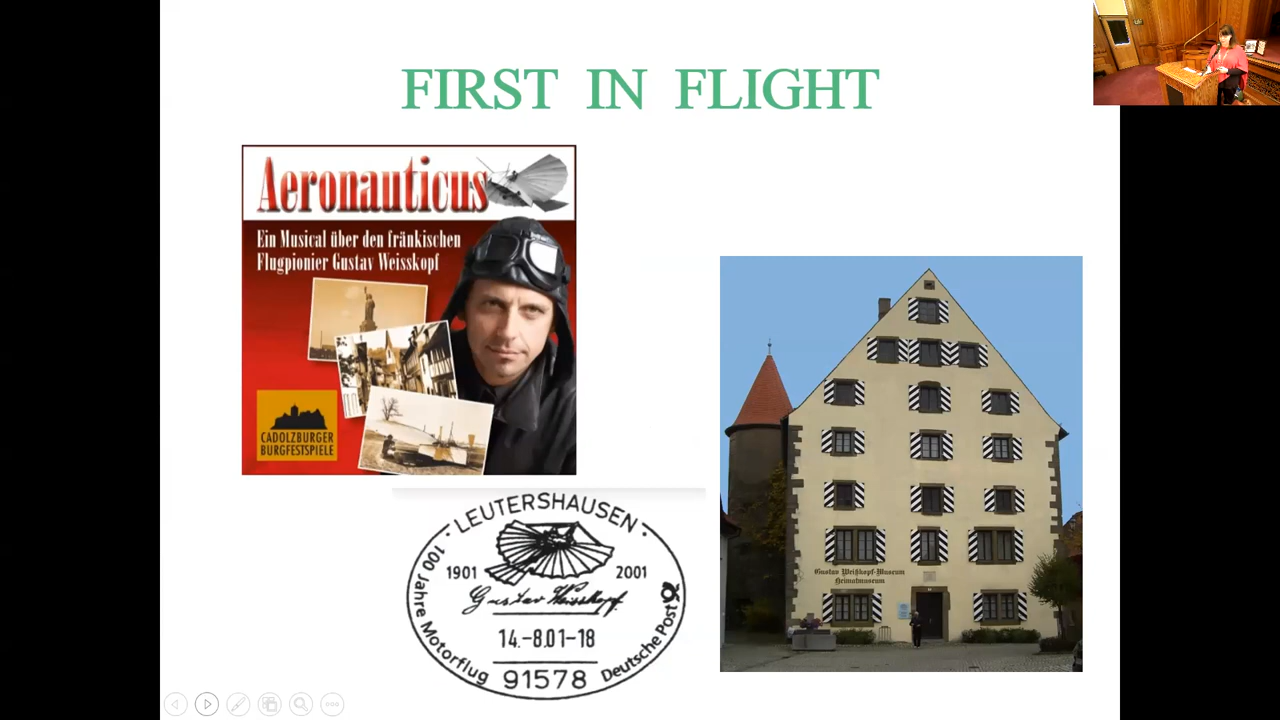 FIRST IN FLIGHT
Aeronauticus
Ein Musical über den fränkischen
Flugpionier Gustav Weisskopf
CADOLZBURGER
BURGFESTSPIELE
· LEUTERSHAUSEN ·
1901 2001
Gustav Weisskopf
14.-8.01-18
100 Jahre Motorflug
91578
Deutsche Post
Gustav Weißkopf-Museum
Heimatmuseum